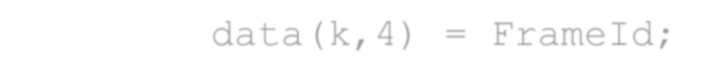 data(k,4) = FrameId;